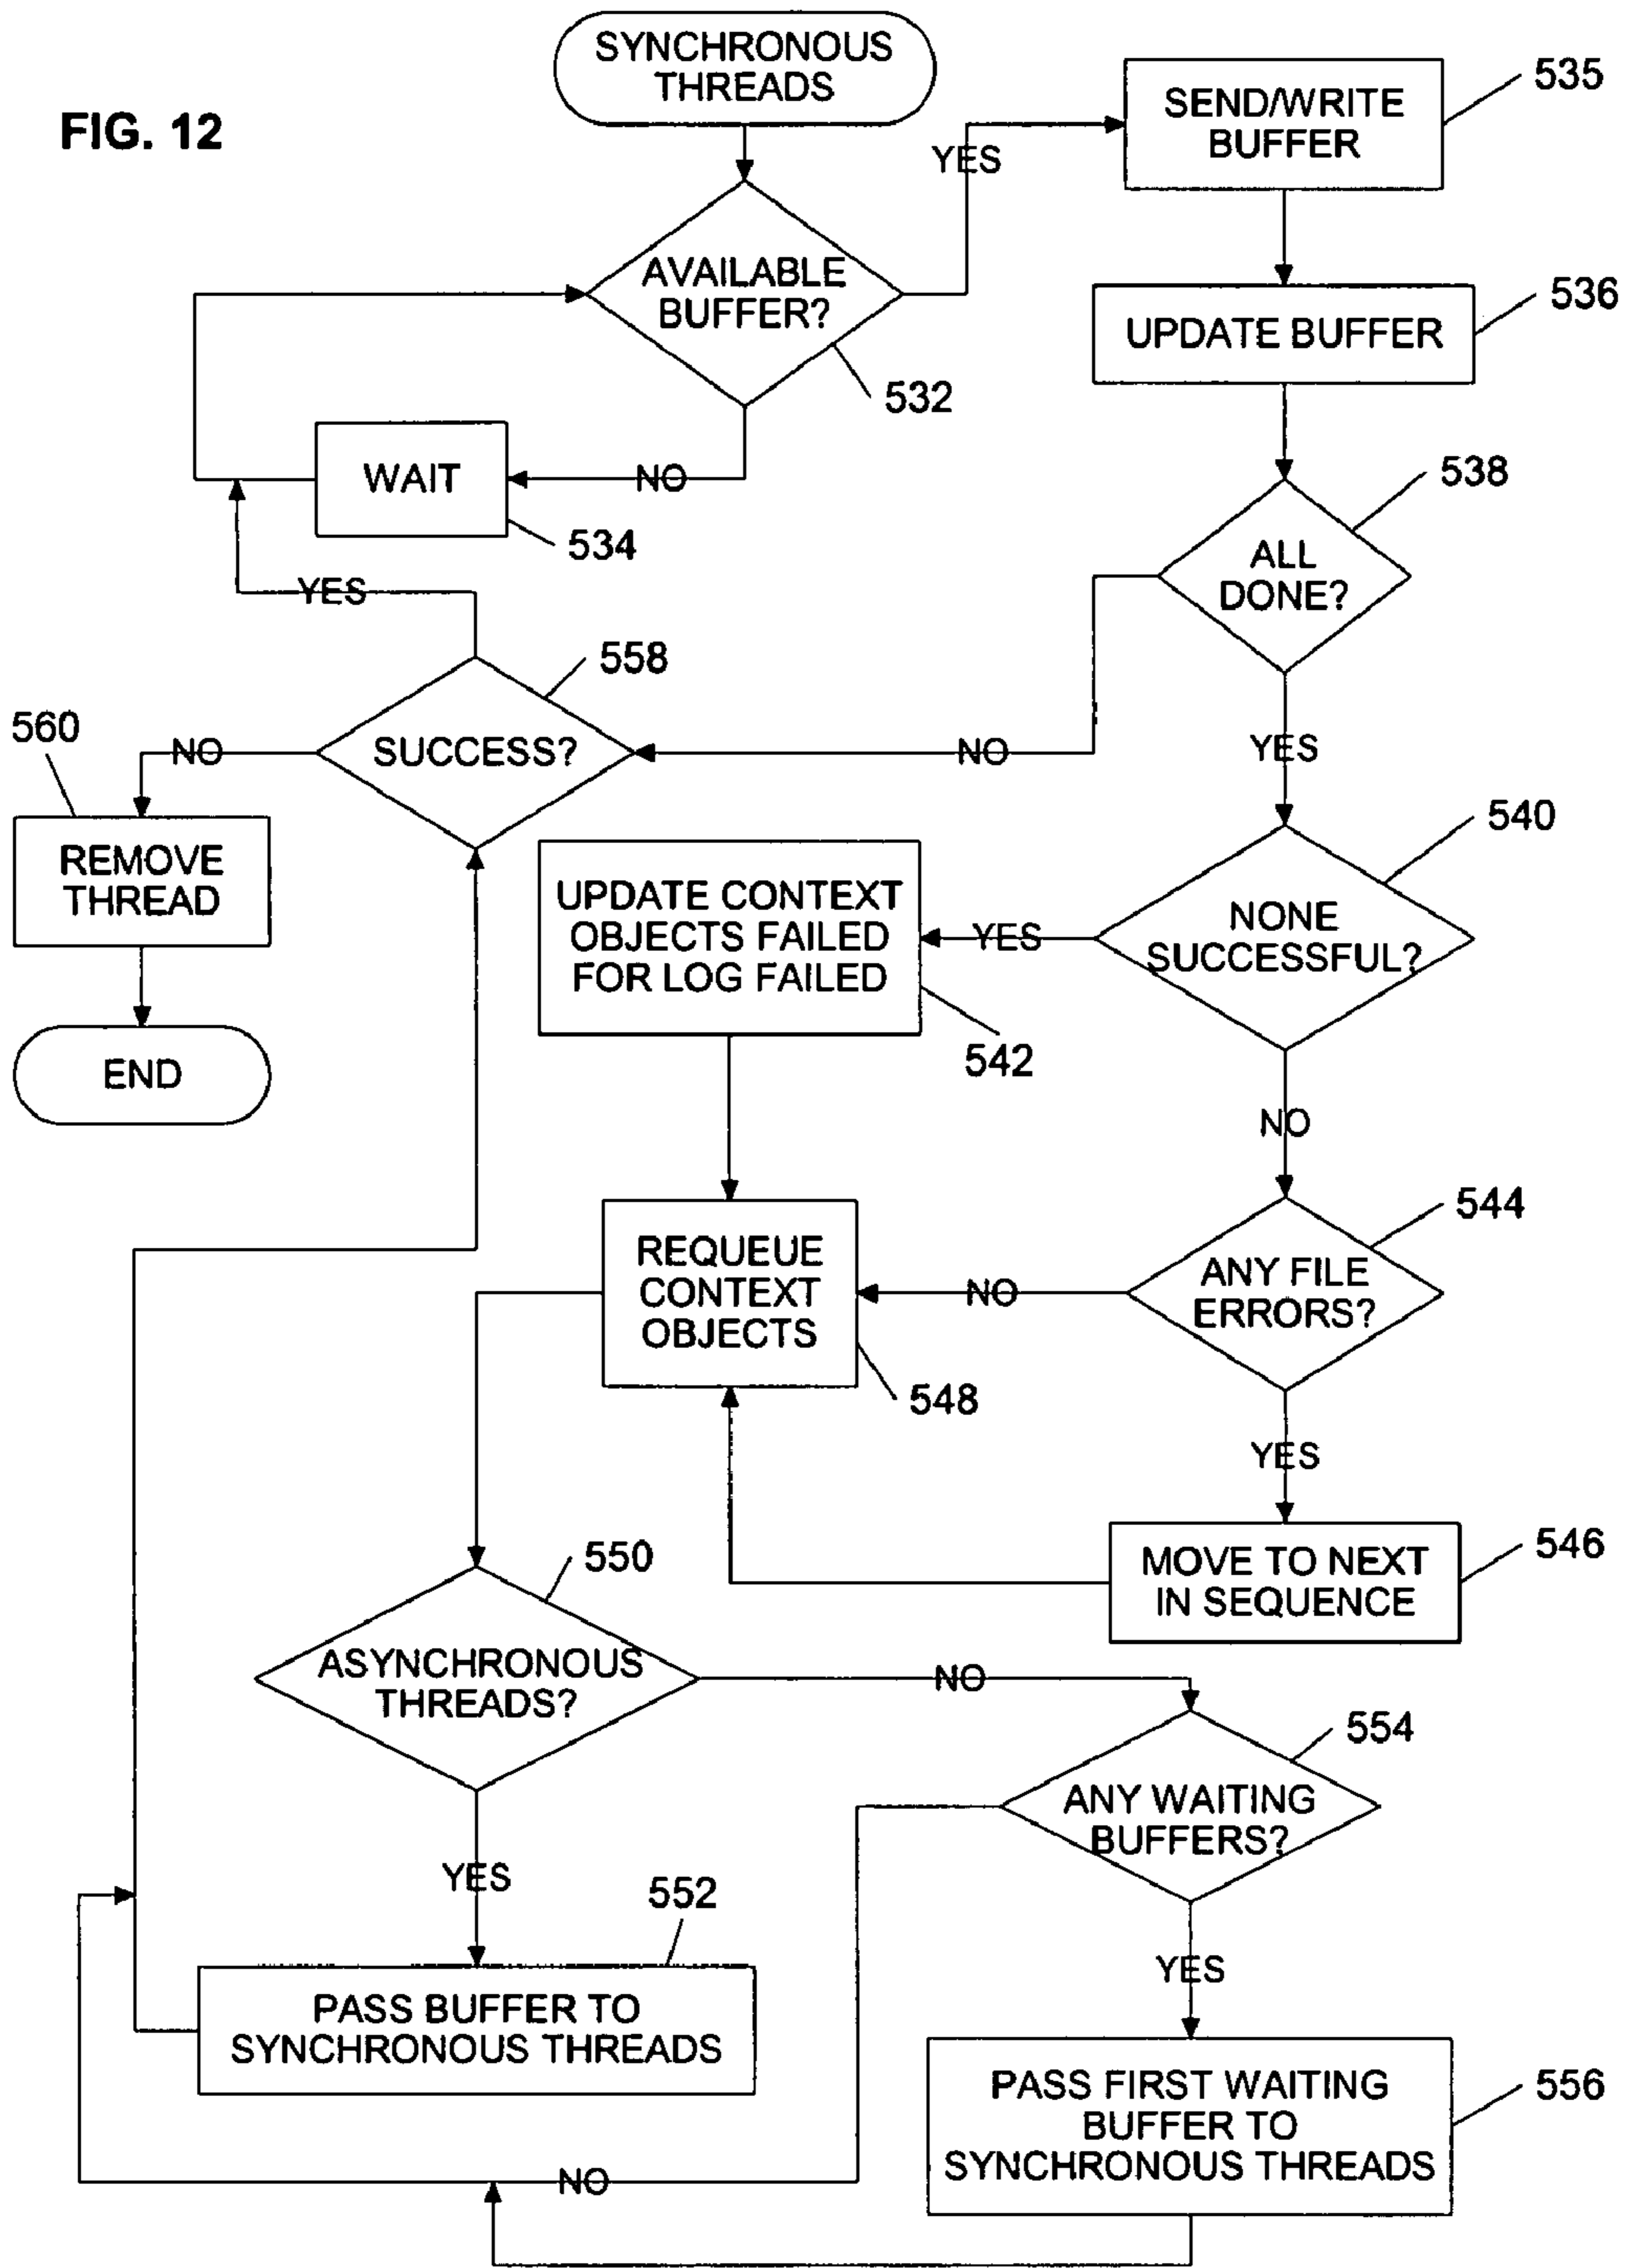 FIG. 12
SYNCHRONOUS
THREADS
SEND/WRITE
BUFFER
535
YES
AVAILABLE
BUFFER?
532
UPDATE BUFFER
536
WAIT
NO
534
ALL
DONE?
538
YES
SUCCESS?
558
NO
NO
YES
560
REMOVE
THREAD
END
UPDATE CONTEXT
OBJECTS FAILED
FOR LOG FAILED
542
YES
NONE
SUCCESSFUL?
540
NO
REQUEUE
CONTEXT
OBJECTS
548
NO
ANY FILE
ERRORS?
544
YES
MOVE TO NEXT
IN SEQUENCE
546
ASYNCHRONOUS
THREADS?
550
NO
ANY WAITING
BUFFERS?
554
YES
552
PASS BUFFER TO
SYNCHRONOUS THREADS
YES
PASS FIRST WAITING
BUFFER TO
SYNCHRONOUS THREADS
556
NO